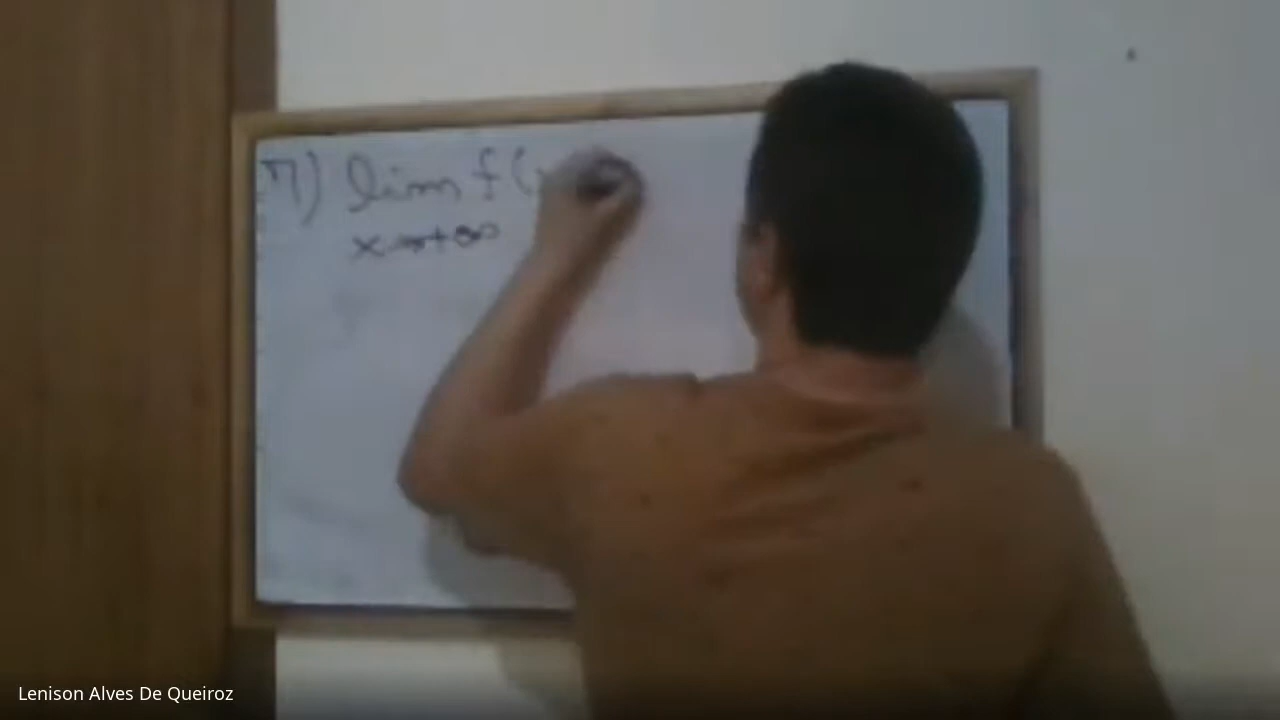 7) lim f(x
x→+∞
Lenison Alves De Queiroz